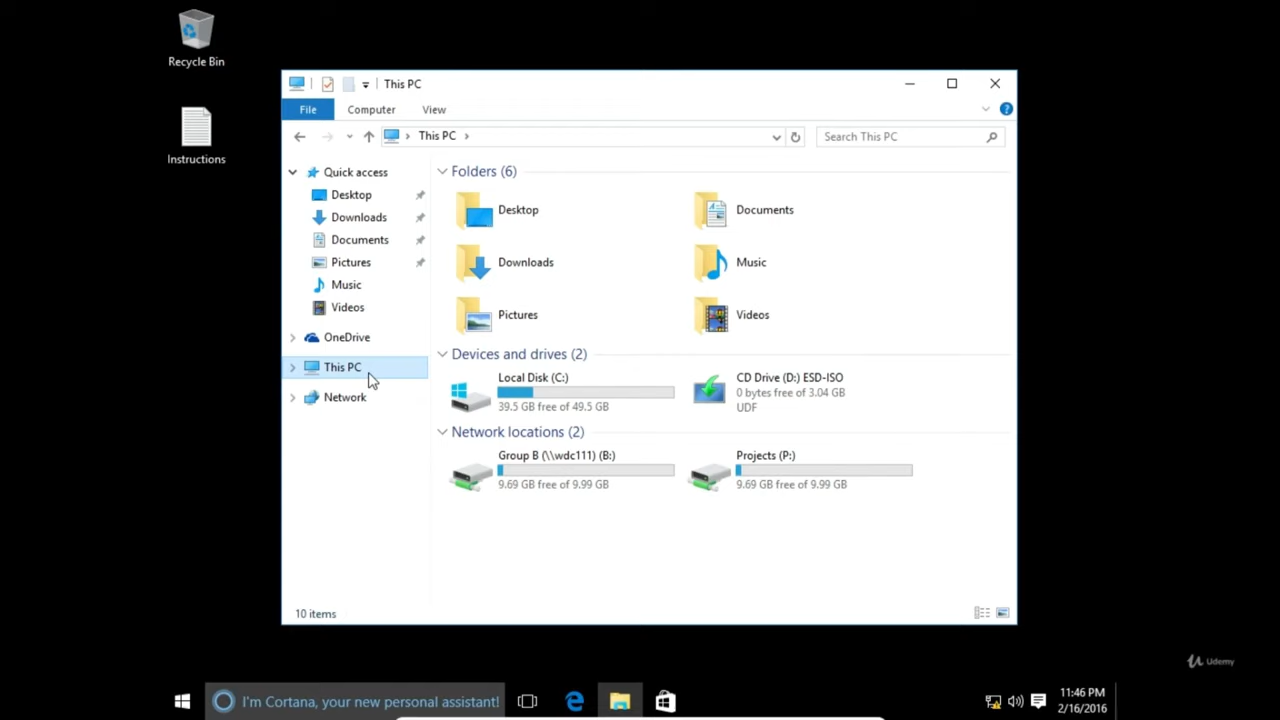 Recycle Bin
Instructions
This PC
File
Computer
View
This PC
Search This PC
Quick access
Desktop
Downloads
Documents
Pictures
Music
Videos
OneDrive
This PC
Network
Folders (6)
Desktop
Documents
Downloads
Music
Pictures
Videos
Devices and drives (2)
Local Disk (C:)
39.5 GB free of 49.5 GB
CD Drive (D:) ESD-ISO
0 bytes free of 3.04 GB
UDF
Network locations (2)
Group B (\\wdc111) (B:)
9.69 GB free of 9.99 GB
Projects (P:)
9.69 GB free of 9.99 GB
10 items
Udemy
I'm Cortana, your new personal assistant!
11:46 PM
2/16/2016